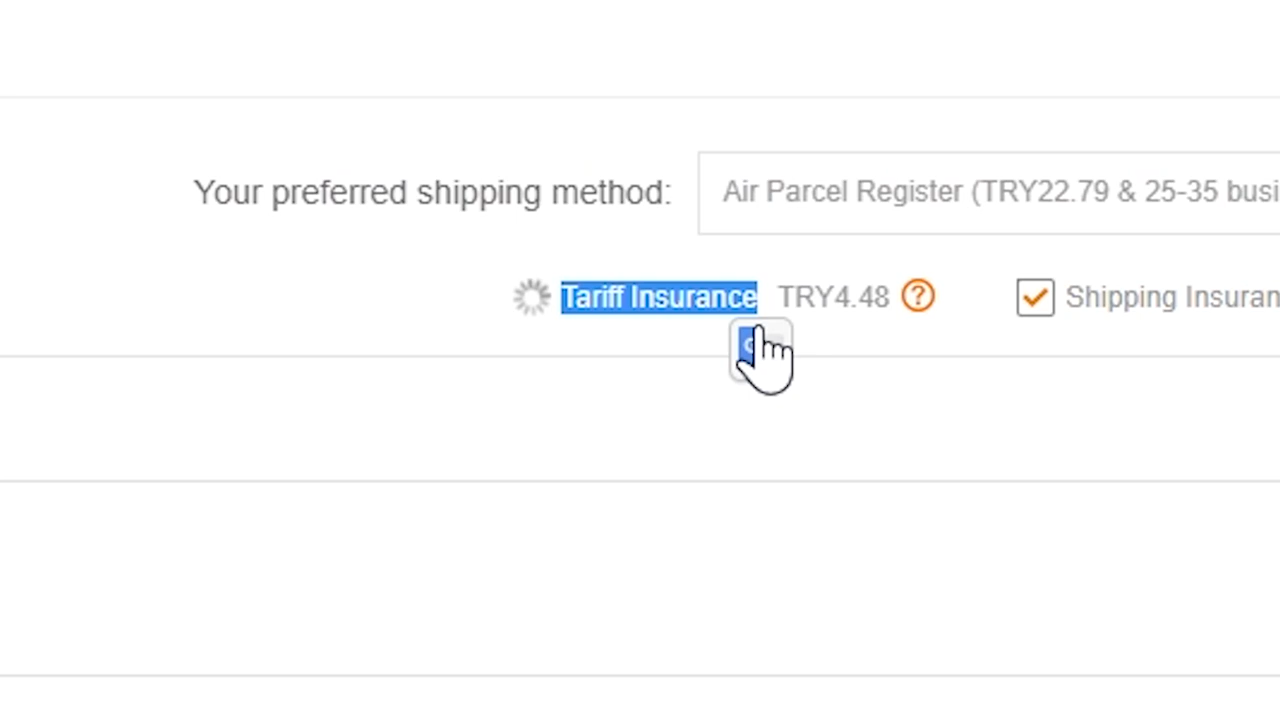 Your preferred shipping method: Air Parcel Register (TRY22.79 & 25-35 busi
Tariff Insurance TRY4.48 ? Shipping Insuran